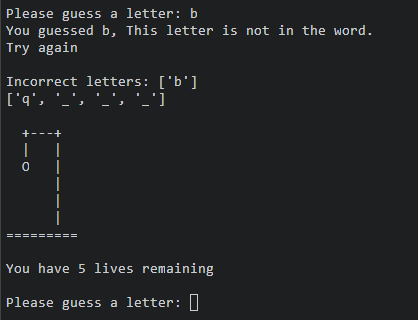 Please guess a letter: b
You guessed b, This letter is not in the word.
Try again
Incorrect letters: ['b']
['q', '_', '_', '_']
  +---+
  |   |
  O   |
      |
      |
      |
=========
You have 5 lives remaining
Please guess a letter: